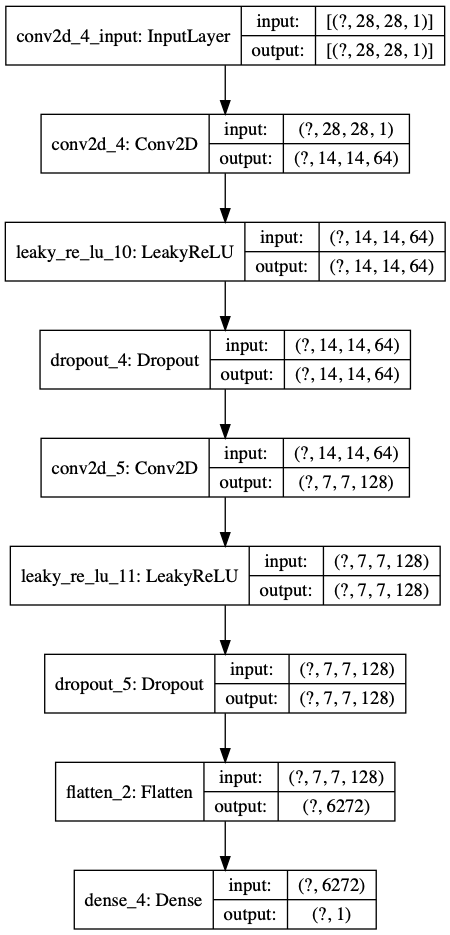 conv2d_4_input: InputLayer
input: [(?, 28, 28, 1)]
output: [(?, 28, 28, 1)]
conv2d_4: Conv2D
input: (?, 28, 28, 1)
output: (?, 14, 14, 64)
leaky_re_lu_10: LeakyReLU
input: (?, 14, 14, 64)
output: (?, 14, 14, 64)
dropout_4: Dropout
input: (?, 14, 14, 64)
output: (?, 14, 14, 64)
conv2d_5: Conv2D
input: (?, 14, 14, 64)
output: (?, 7, 7, 128)
leaky_re_lu_11: LeakyReLU
input: (?, 7, 7, 128)
output: (?, 7, 7, 128)
dropout_5: Dropout
input: (?, 7, 7, 128)
output: (?, 7, 7, 128)
flatten_2: Flatten
input: (?, 7, 7, 128)
output: (?, 6272)
dense_4: Dense
input: (?, 6272)
output: (?, 1)